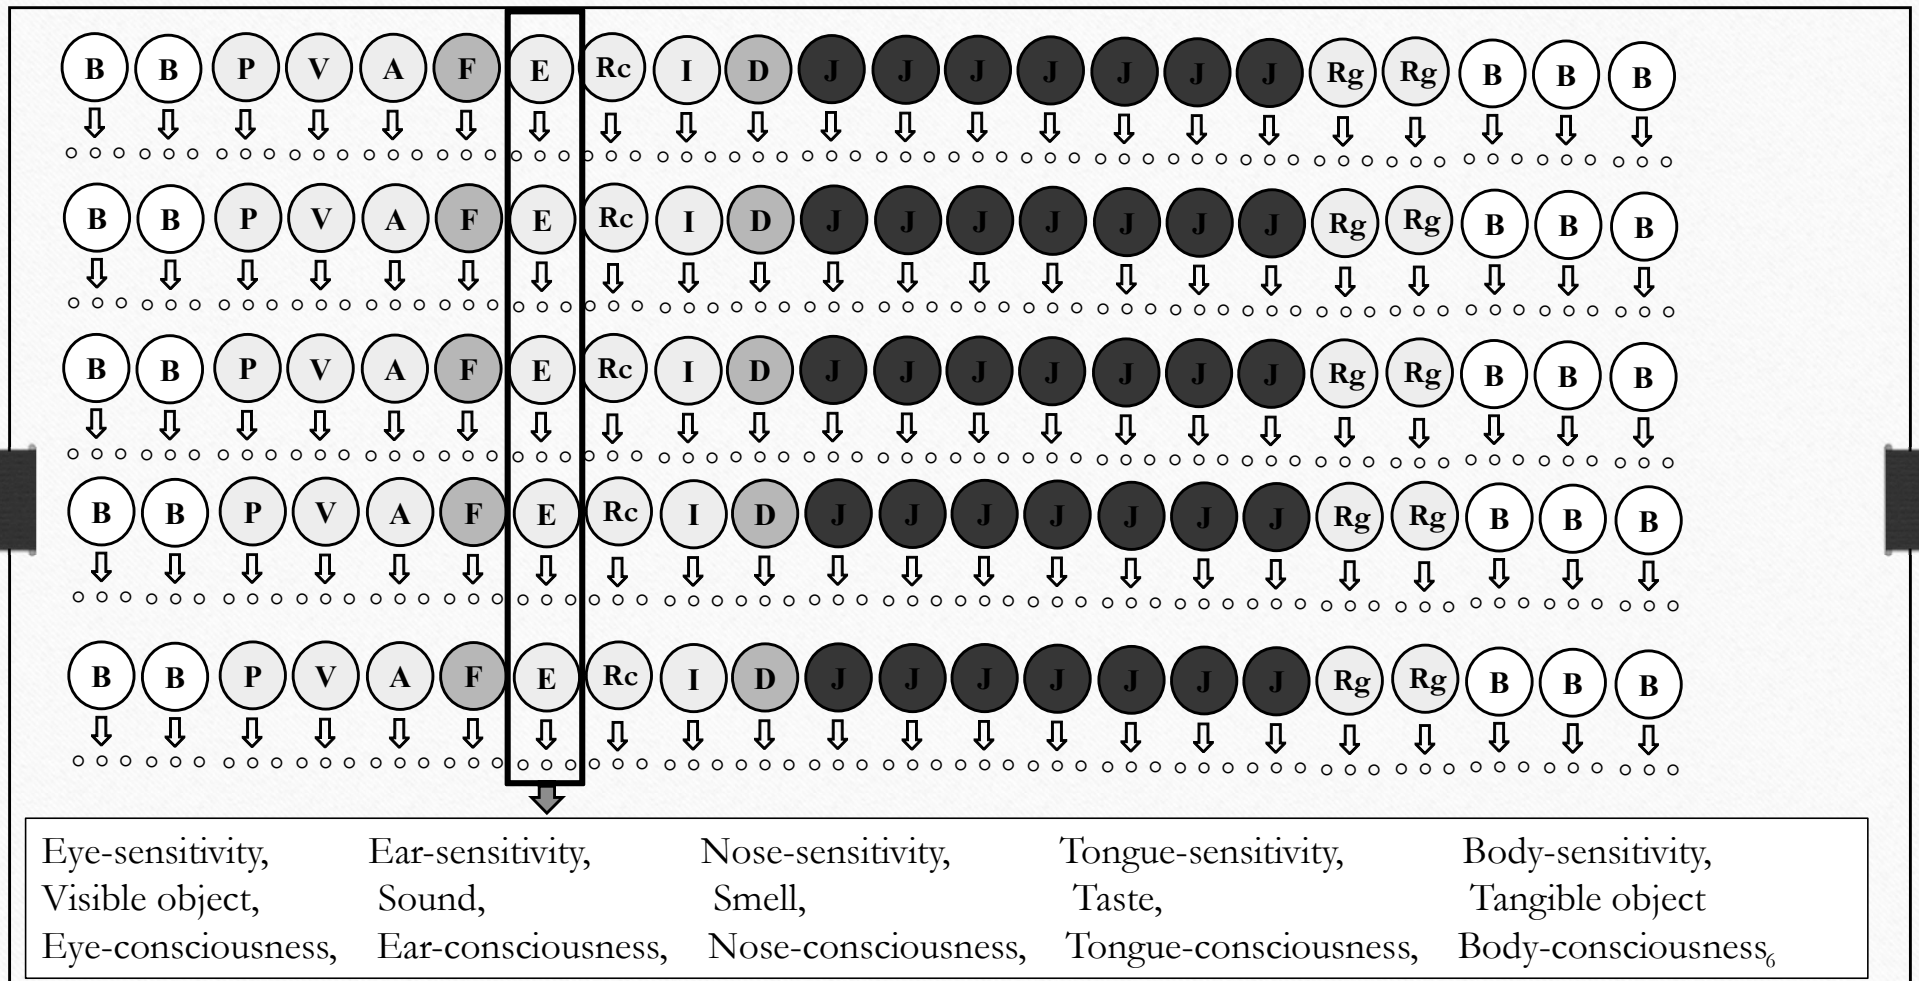 B B P V A F E Rc I D J J J J J J J Rg Rg B B B
B B P V A F E Rc I D J J J J J J J Rg Rg B B B
B B P V A F E Rc I D J J J J J J J Rg Rg B B B
B B P V A F E Rc I D J J J J J J J Rg Rg B B B
B B P V A F E Rc I D J J J J J J J Rg Rg B B B
Eye-sensitivity, Ear-sensitivity, Nose-sensitivity, Tongue-sensitivity, Body-sensitivity,
Visible object, Sound, Smell, Taste, Tangible object
Eye-consciousness, Ear-consciousness, Nose-consciousness, Tongue-consciousness, Body-consciousness
6